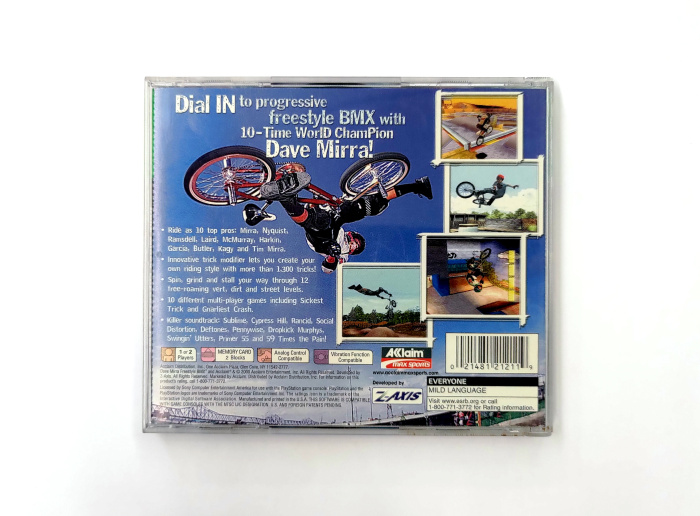 Dial IN to progressive
freestyle BMX with
10-Time WorlD ChamPion
Dave Mirra!
• Ride as 10 top pros: Mirra, Nyquist,
Ramsdell, Laird, McMurray, Harkin,
Garcia, Butler, Kagy and Tim Mirra.
• Innovative trick modifier lets you create your
own riding style with more than 1,300 tricks!
• Spin, grind and stall your way through 12
free-roaming vert, dirt and street levels.
• 10 different multi-player games including Sickest
Trick and Gnarliest Crash.
• Killer soundtrack: Sublime, Cypress Hill, Rancid, Social
Distortion, Deftones, Pennywise, Dropkick Murphys,
Swingin' Utters, Primer 55 and 59 Times the Pain!
1 or 2
Players
MEMORY CARD
2 Blocks
Analog Control
Compatible
Vibration Function
Compatible
AKClaim
max sports
www.acclaimmaxsports.com
Developed by
Z-AXIS
0 21481 21211 9
EVERYONE
MILD LANGUAGE
Visit www.esrb.org or call
1-800-771-3772 for Rating information.